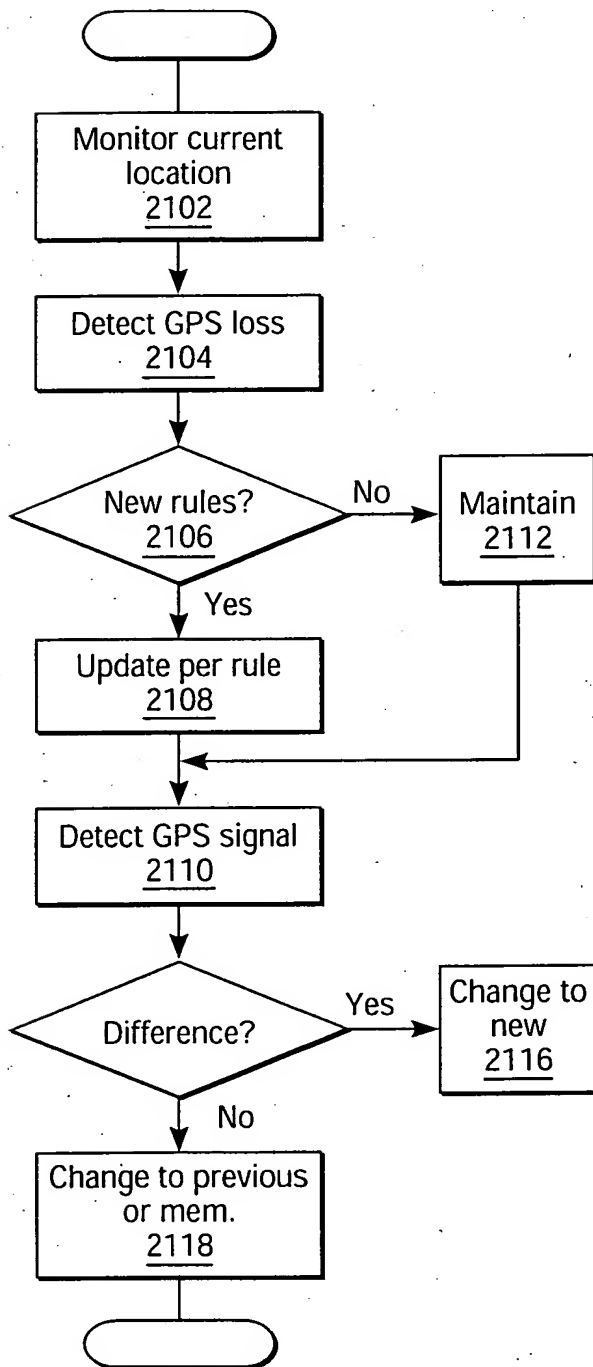 Monitor current
location
2102
Detect GPS loss
2104
New rules?
2106
No
Maintain
2112
Yes
Update per rule
2108
Detect GPS signal
2110
Difference?
Yes
Change to
new
2116
No
Change to previous
or mem.
2118